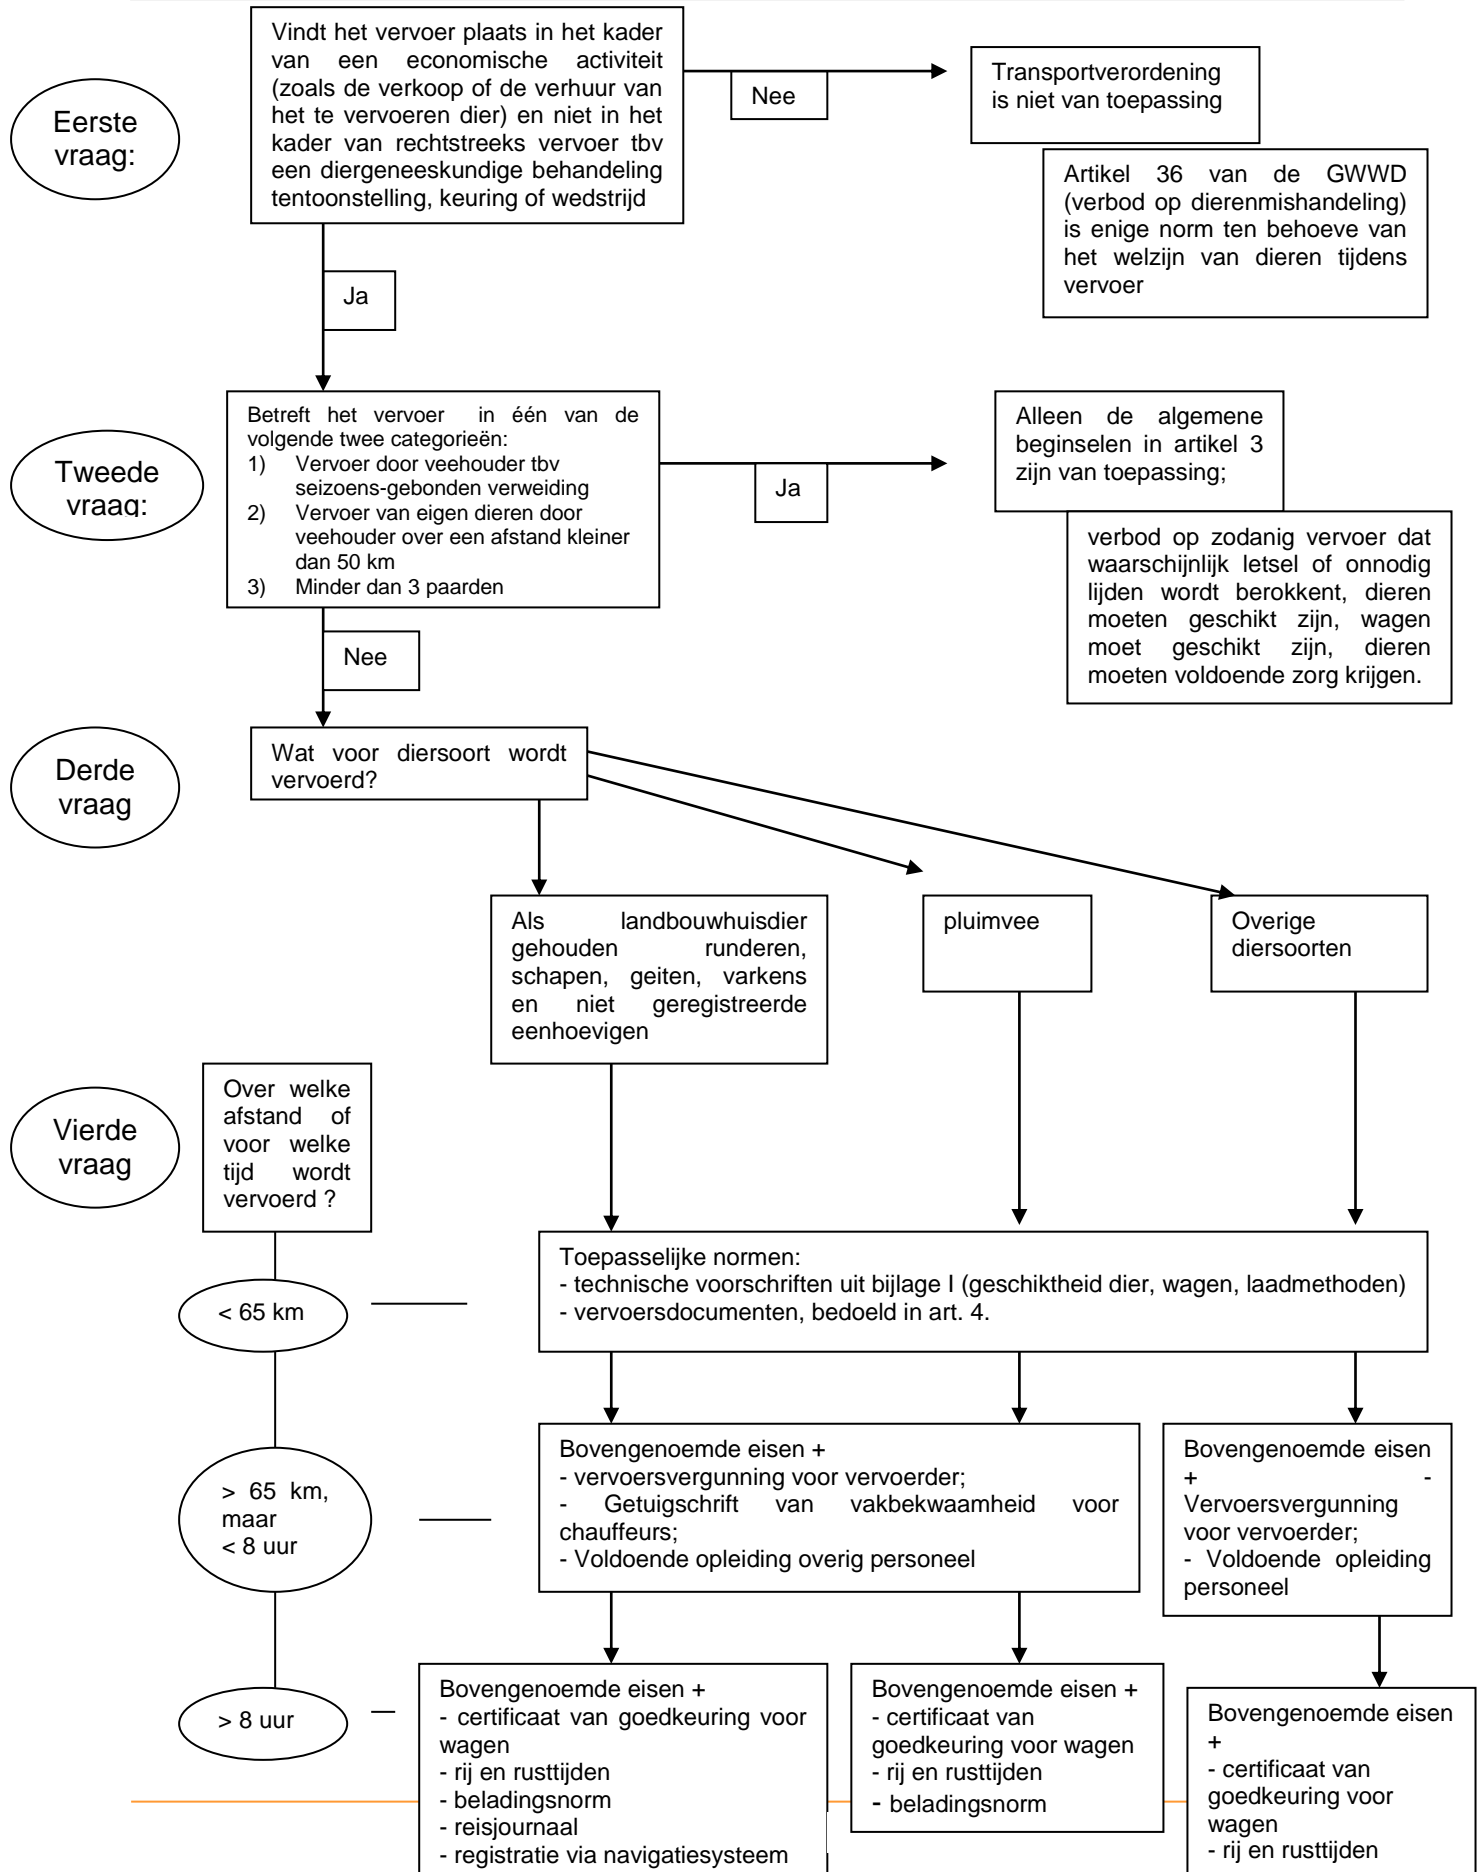 Eerste
vraag:
Vindt het vervoer plaats in het kader
van een economische activiteit
(zoals de verkoop of de verhuur van
het te vervoeren dier) en niet in het
kader van rechtstreeks vervoer tbv
een diergeneeskundige behandeling
tentoonstelling, keuring of wedstrijd
Nee
Transportverordening
is niet van toepassing
Artikel 36 van de GWWD
(verbod op dierenmishandeling)
is enige norm ten behoeve van
het welzijn van dieren tijdens
vervoer
Ja
Tweede
vraag:
Betreft het vervoer in één van de
volgende twee categorieën:
1) Vervoer door veehouder tbv
seizoens-gebonden verweiding
2) Vervoer van eigen dieren door
veehouder over een afstand kleiner
dan 50 km
3) Minder dan 3 paarden
Ja
Alleen de algemene
beginselen in artikel 3
zijn van toepassing;
verbod op zodanig vervoer dat
waarschijnlijk letsel of onnodig
lijden wordt berokkent, dieren
moeten geschikt zijn, wagen
moet geschikt zijn, dieren
moeten voldoende zorg krijgen.
Nee
Derde
vraag
Wat voor diersoort wordt
vervoerd?
Als landbouwhuisdier
gehouden runderen,
schapen, geiten, varkens
en niet geregistreerde
eenhoevigen
pluimvee
Overige
diersoorten
Vierde
vraag
Over welke
afstand of
voor welke
tijd wordt
vervoerd ?
< 65 km
Toepasselijke normen:
- technische voorschriften uit bijlage I (geschiktheid dier, wagen, laadmethoden)
- vervoersdocumenten, bedoeld in art. 4.
> 65 km,
maar
< 8 uur
Bovengenoemde eisen +
- vervoersvergunning voor vervoerder;
- Getuigschrift van vakbekwaamheid voor
chauffeurs;
- Voldoende opleiding overig personeel
Bovengenoemde eisen
+ -
Vervoersvergunning
voor vervoerder;
- Voldoende opleiding
personeel
> 8 uur
Bovengenoemde eisen +
- certificaat van goedkeuring voor
wagen
- rij en rusttijden
- beladingsnorm
- reisjournaal
- registratie via navigatiesysteem
Bovengenoemde eisen +
- certificaat van
goedkeuring voor wagen
- rij en rusttijden
- beladingsnorm
Bovengenoemde eisen
+
- certificaat van
goedkeuring voor
wagen
- rij en rusttijden